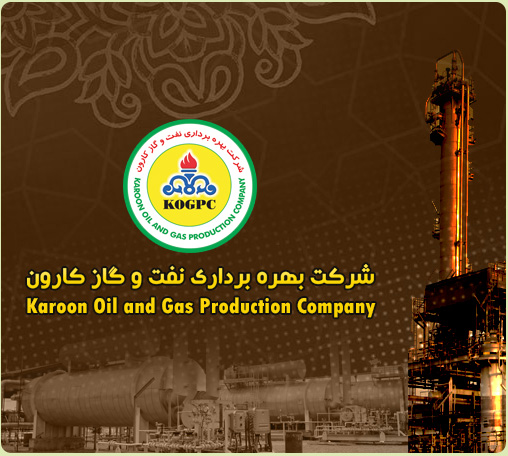 شرکت بهره برداری نفت و گاز کارون
KAROON OIL AND GAS PRODUCTION COMPANY
KOGPC
شرکت بهره برداری نفت و گاز کارون
Karoon Oil and Gas Production Company